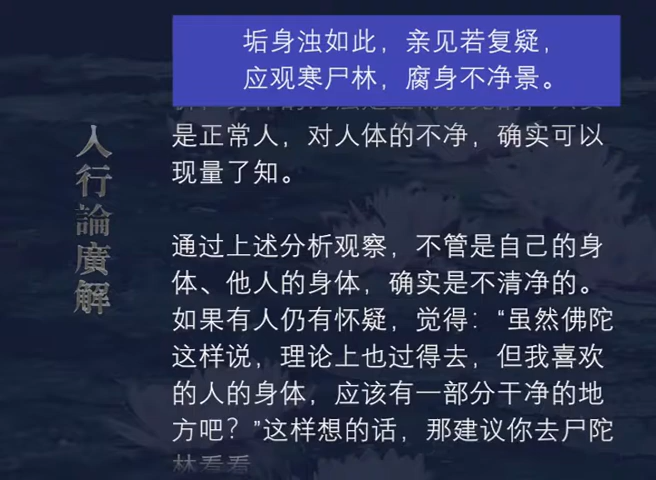 垢身浊如此，亲见若复疑，
应观寒尸林，腐身不净景。
是正常人，对人体的不净，确实可以
现量了知。
通过上述分析观察，不管是自己的身
体、他人的身体，确实是不清净的。
如果有人仍有怀疑，觉得：“虽然佛陀
这样说，理论上也过得去，但我喜欢
的人的身体，应该有一部分干净的地
方吧？”这样想的话，那建议你去尸陀
林看看
入行論廣解